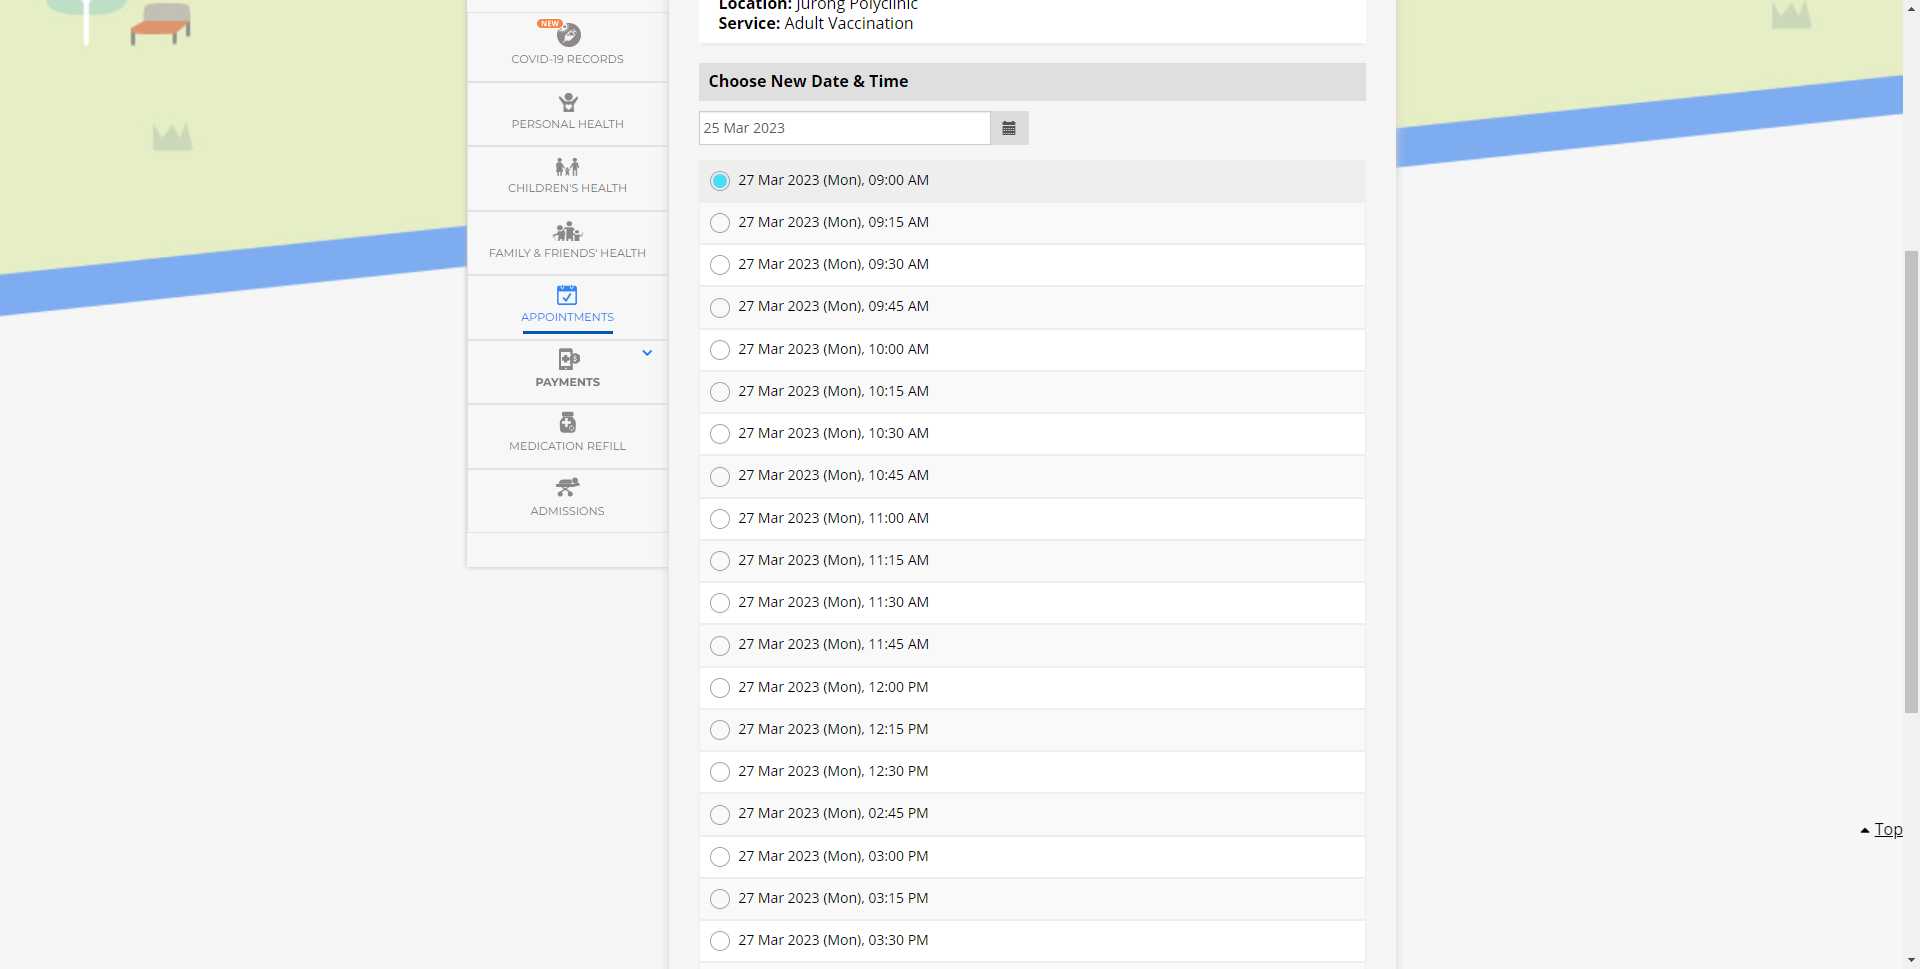 Location: Jurong Polyclinic
Service: Adult Vaccination
NEW
COVID-19 RECORDS
PERSONAL HEALTH
CHILDREN'S HEALTH
FAMILY & FRIENDS' HEALTH
APPOINTMENTS
PAYMENTS
MEDICATION REFILL
ADMISSIONS
Choose New Date & Time
25 Mar 2023
27 Mar 2023 (Mon), 09:00 AM
27 Mar 2023 (Mon), 09:15 AM
27 Mar 2023 (Mon), 09:30 AM
27 Mar 2023 (Mon), 09:45 AM
27 Mar 2023 (Mon), 10:00 AM
27 Mar 2023 (Mon), 10:15 AM
27 Mar 2023 (Mon), 10:30 AM
27 Mar 2023 (Mon), 10:45 AM
27 Mar 2023 (Mon), 11:00 AM
27 Mar 2023 (Mon), 11:15 AM
27 Mar 2023 (Mon), 11:30 AM
27 Mar 2023 (Mon), 11:45 AM
27 Mar 2023 (Mon), 12:00 PM
27 Mar 2023 (Mon), 12:15 PM
27 Mar 2023 (Mon), 12:30 PM
27 Mar 2023 (Mon), 02:45 PM
27 Mar 2023 (Mon), 03:00 PM
27 Mar 2023 (Mon), 03:15 PM
27 Mar 2023 (Mon), 03:30 PM
Top